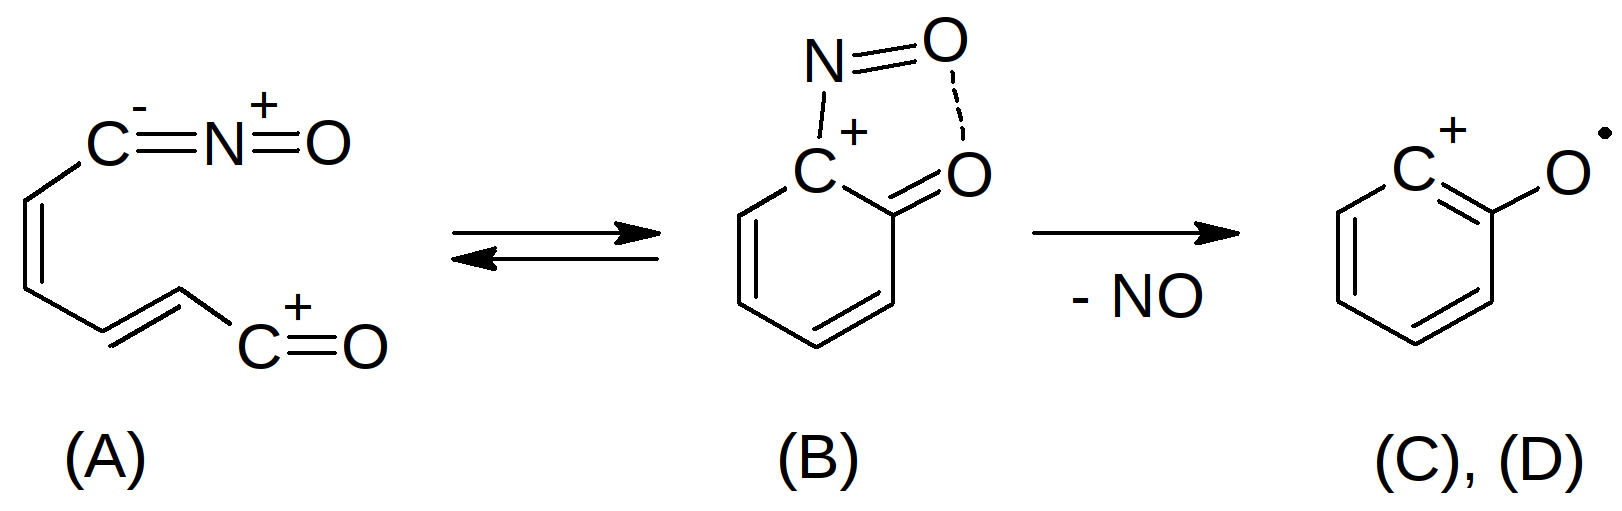 C⁻=N⁺=O
C⁺=O
(A)
N=O
C⁺
O
(B)
- NO
C⁺
O•
(C), (D)